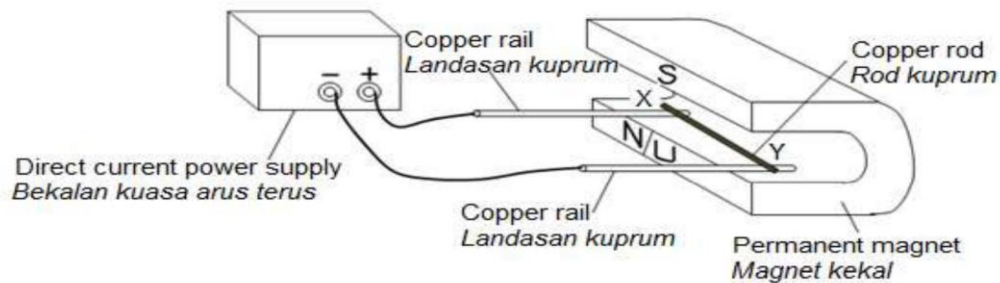 Copper rail
Landasan kuprum
Copper rod
Rod kuprum
S
- +
X
N U
Y
Direct current power supply
Bekalan kuasa arus terus
Copper rail
Landasan kuprum
Permanent magnet
Magnet kekal